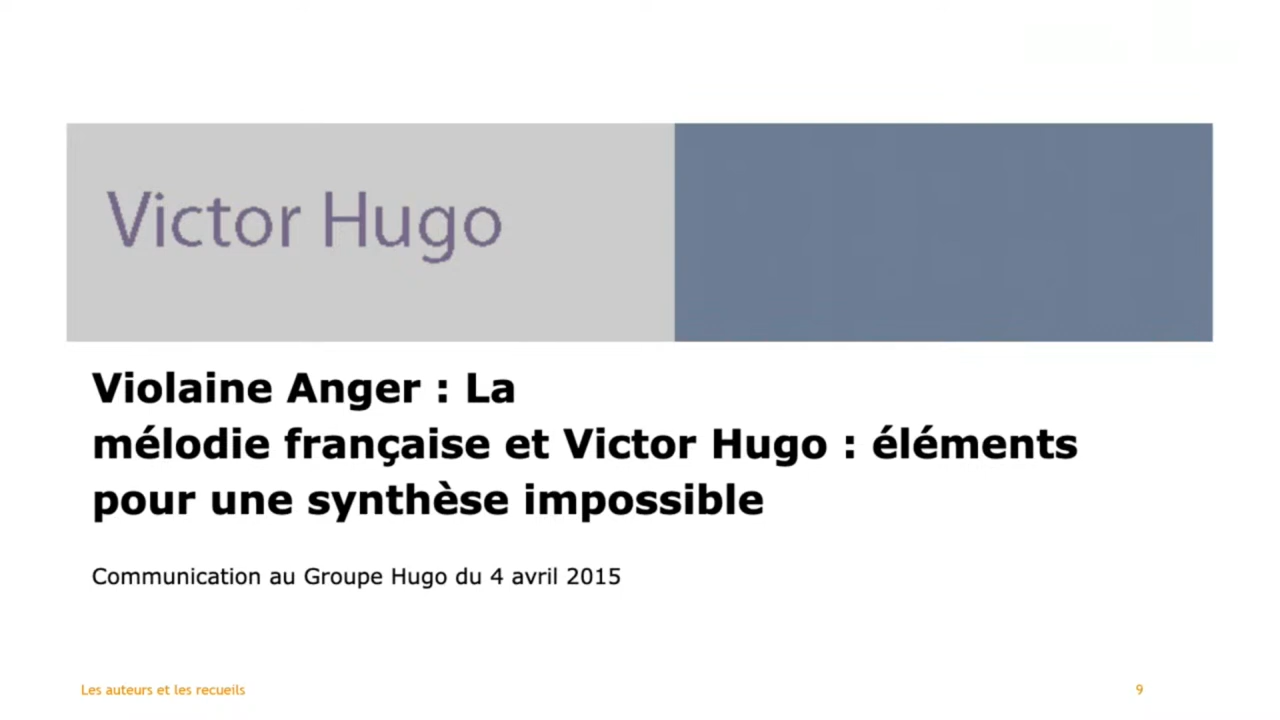 Victor Hugo
Violaine Anger : La
mélodie française et Victor Hugo : éléments
pour une synthèse impossible
Communication au Groupe Hugo du 4 avril 2015
Les auteurs et les recueils
9